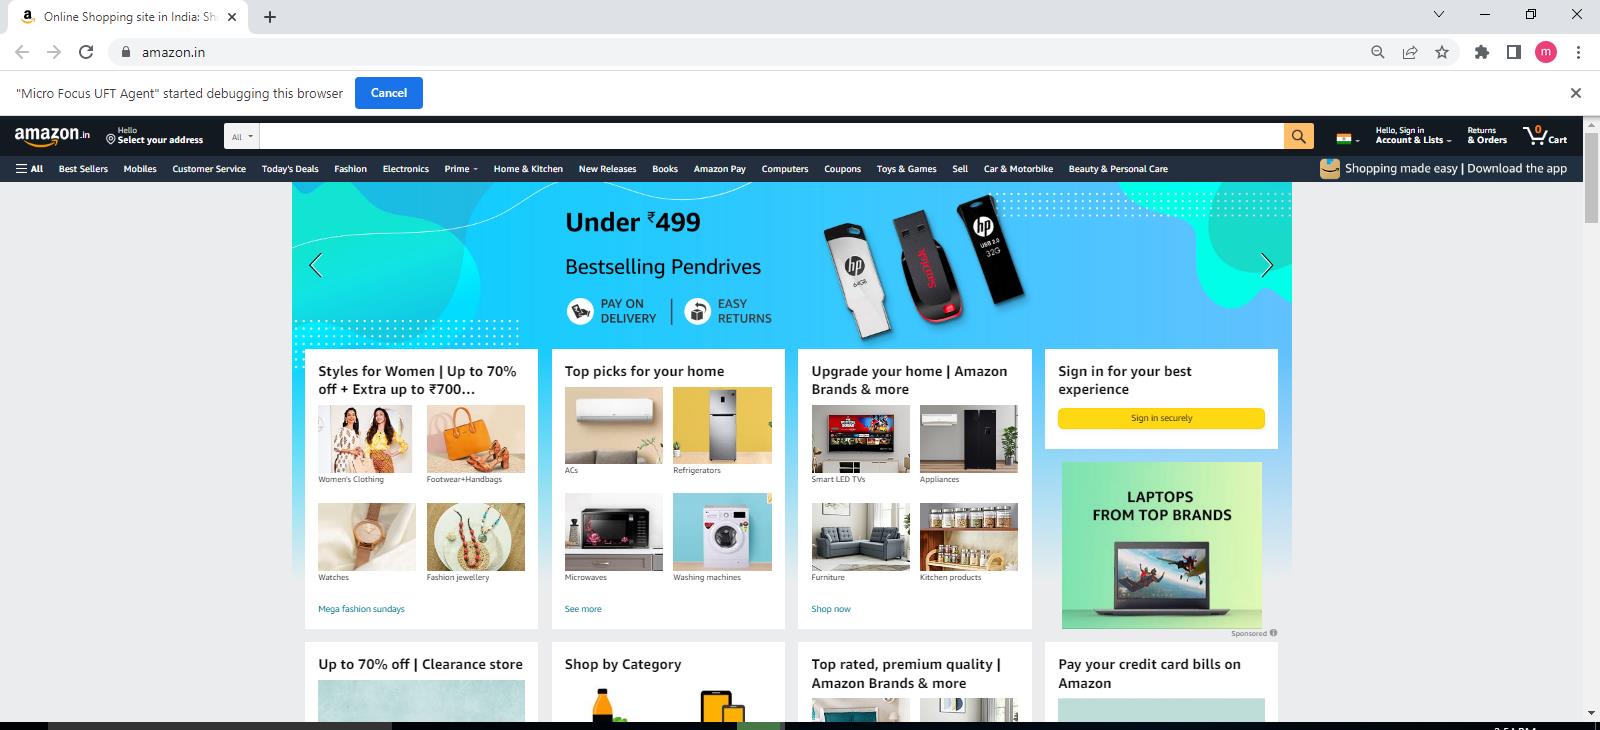 Online Shopping site in India: Sh
amazon.in
"Micro Focus UFT Agent" started debugging this browser
Cancel
m
amazon.in
Hello
Select your address
All
Hello, Sign in
Account & Lists
Returns
& Orders
0
Cart
All
Best Sellers
Mobiles
Customer Service
Today's Deals
Fashion
Electronics
Prime
Home & Kitchen
New Releases
Books
Amazon Pay
Computers
Coupons
Toys & Games
Sell
Car & Motorbike
Beauty & Personal Care
Shopping made easy | Download the app
Under ₹499
Bestselling Pendrives
PAY ON
DELIVERY
EASY
RETURNS
hp
64GB
SanDisk
hp
USB 2.0
32G
Styles for Women | Up to 70%
off + Extra up to ₹700...
Women's Clothing
Footwear+Handbags
Watches
Fashion jewellery
Mega fashion sundays
Top picks for your home
ACs
Refrigerators
Microwaves
Washing machines
See more
Upgrade your home | Amazon
Brands & more
Smart LED TVs
Appliances
Furniture
Kitchen products
Shop now
Sign in for your best
experience
Sign in securely
LAPTOPS
FROM TOP BRANDS
Sponsored
Up to 70% off | Clearance store
Shop by Category
Top rated, premium quality |
Amazon Brands & more
Pay your credit card bills on
Amazon